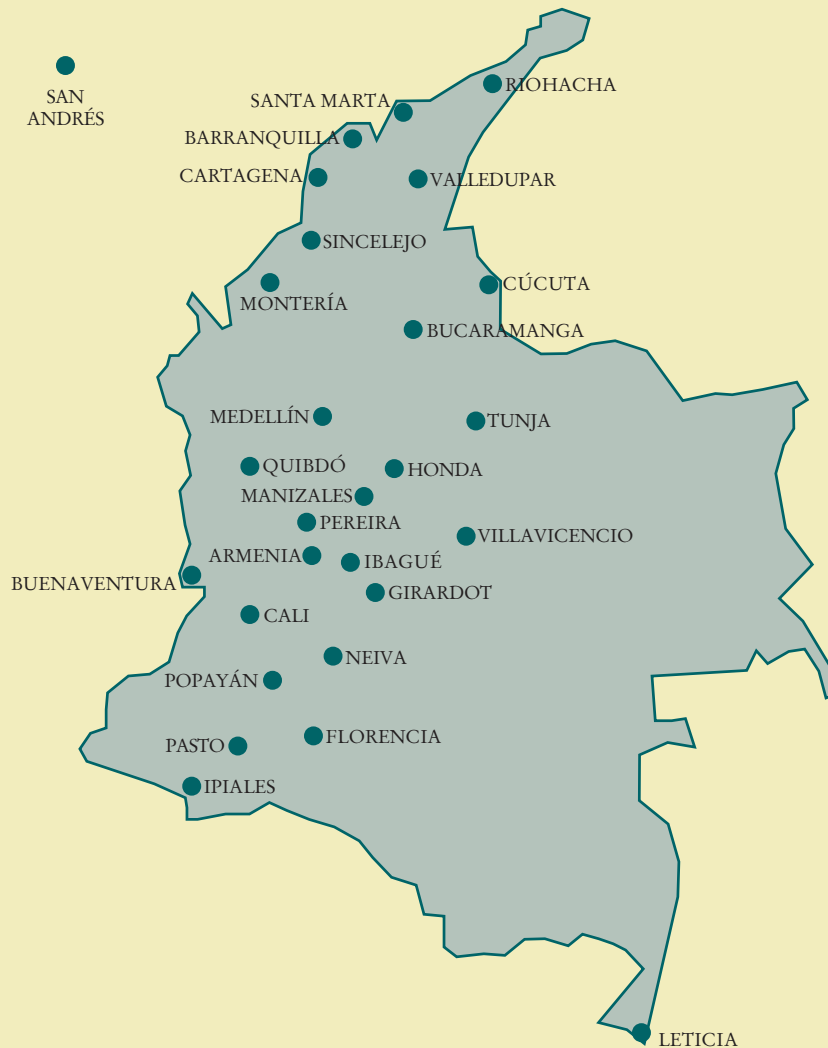 RIOHACHA
SAN
ANDRÉS
SANTA MARTA
BARRANQUILLA
CARTAGENA
VALLEDUPAR
SINCELEJO
CÚCUTA
MONTERÍA
BUCARAMANGA
MEDELLÍN
TUNJA
QUIBDÓ
HONDA
MANIZALES
PEREIRA
VILLAVICENCIO
ARMENIA
IBAGUÉ
BUENAVENTURA
GIRARDOT
CALI
NEIVA
POPAYÁN
FLORENCIA
PASTO
IPIALES
LETICIA